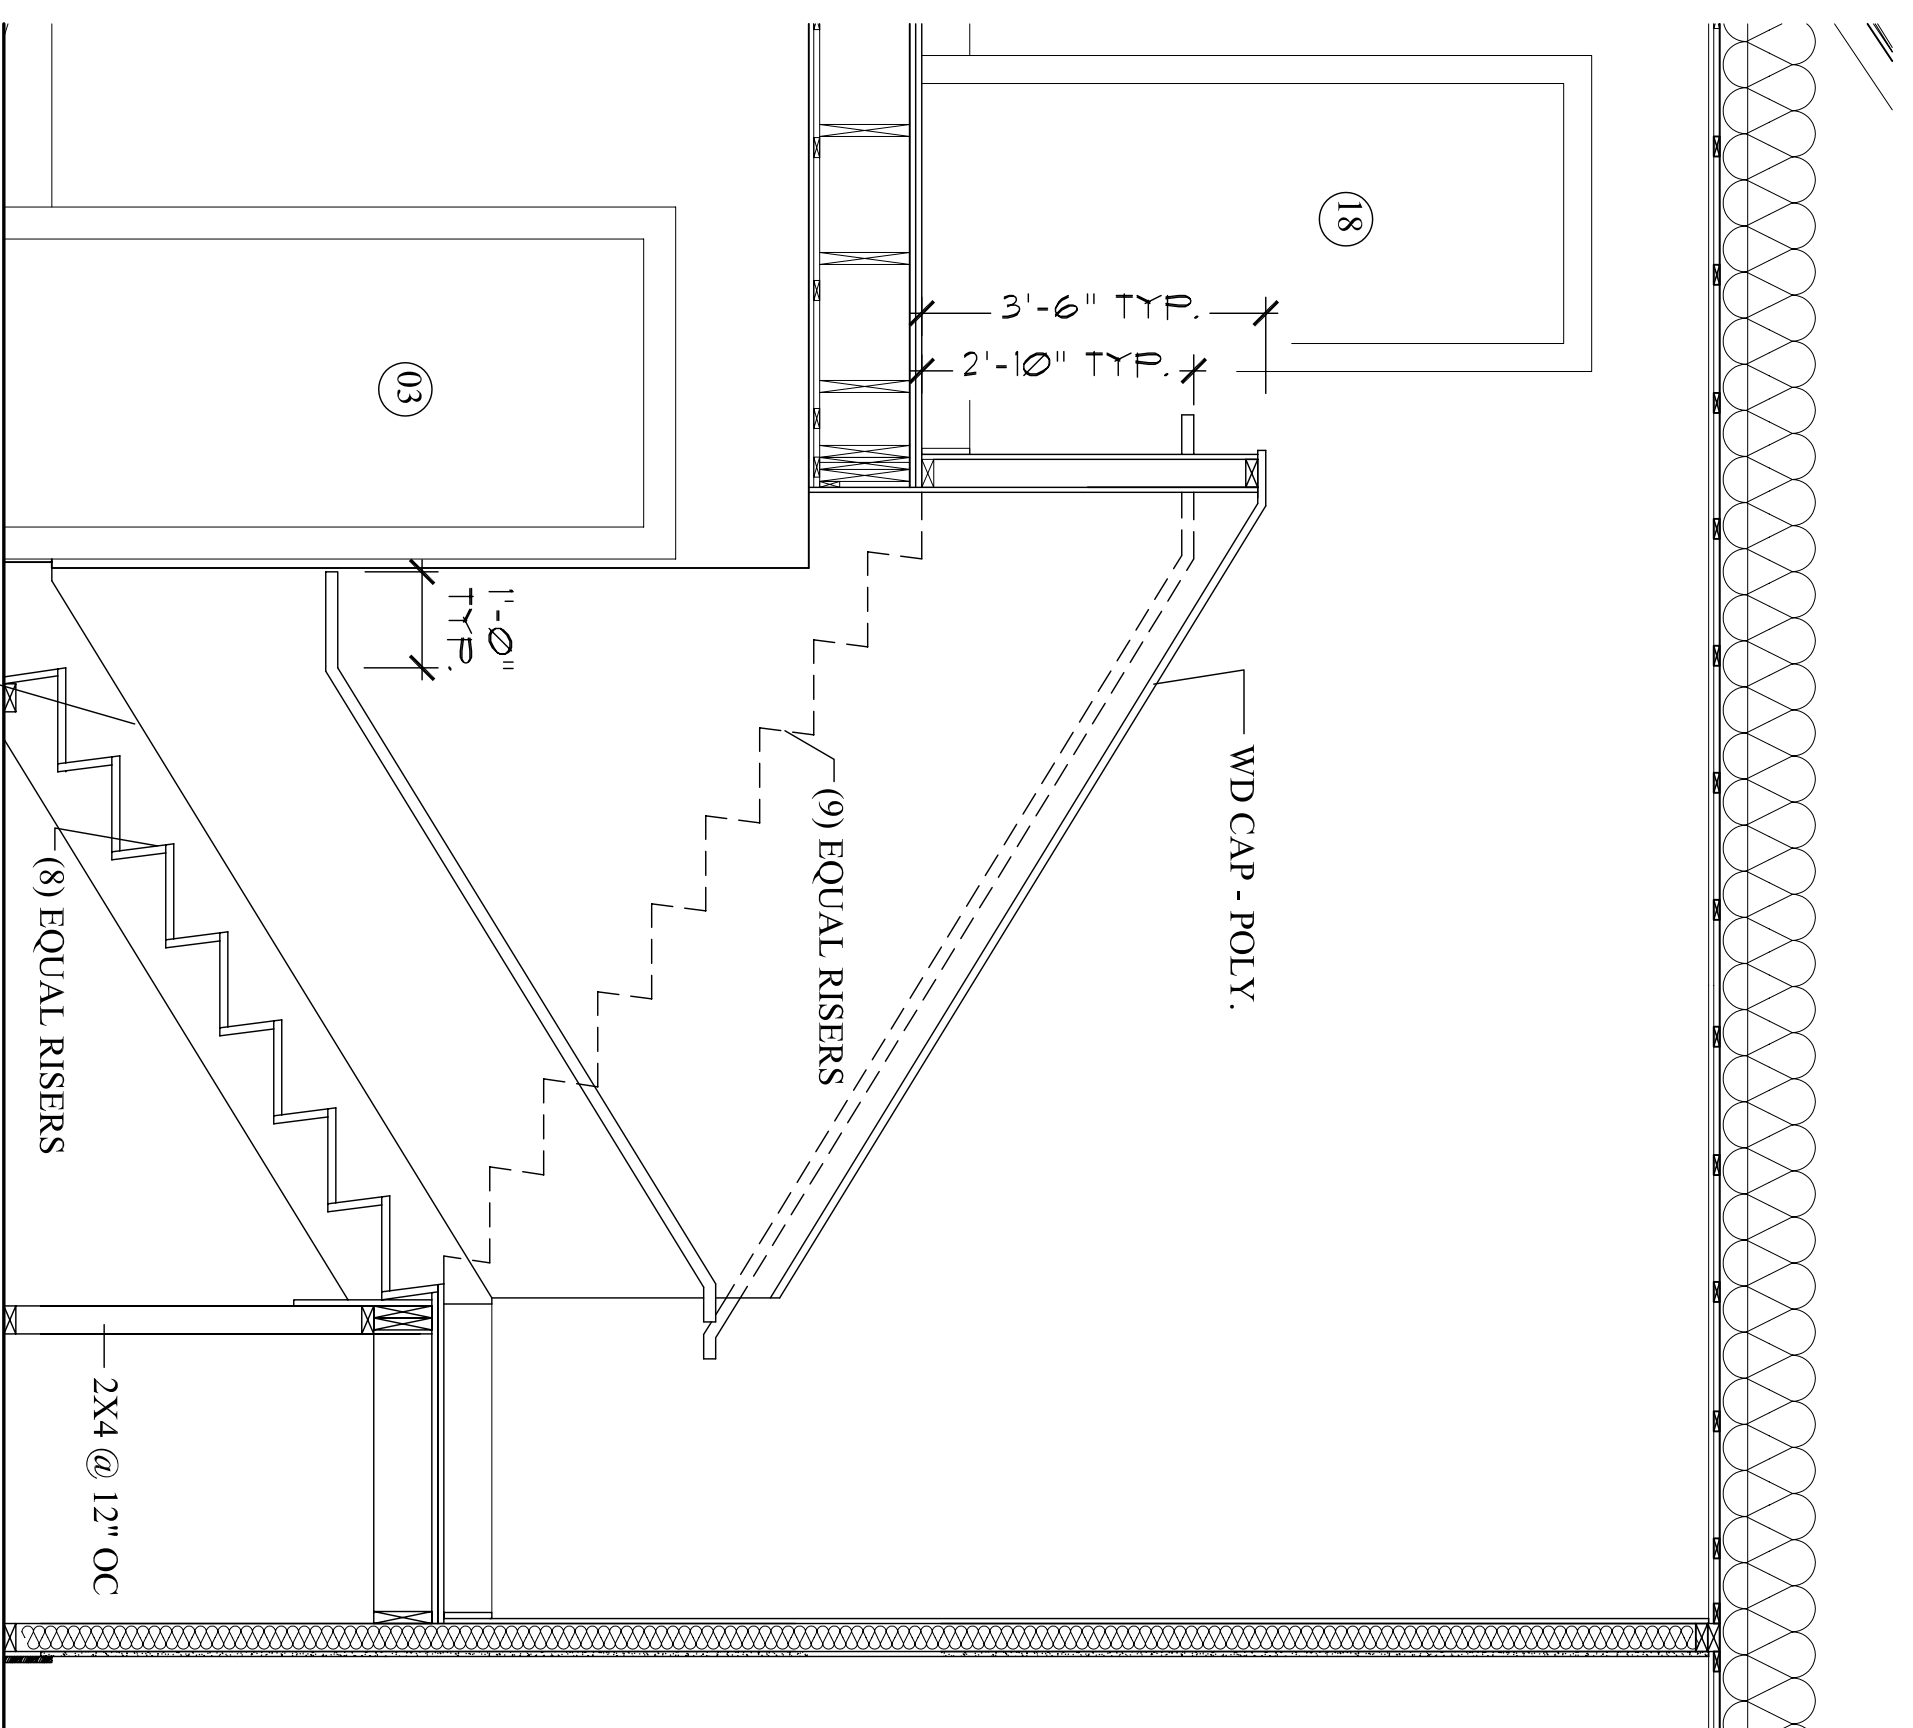 18
03
3'-6" TYP.
2'-10" TYP.
1'-0"
TYP.
WD CAP - POLY.
(9) EQUAL RISERS
(8) EQUAL RISERS
2X4 @ 12" OC